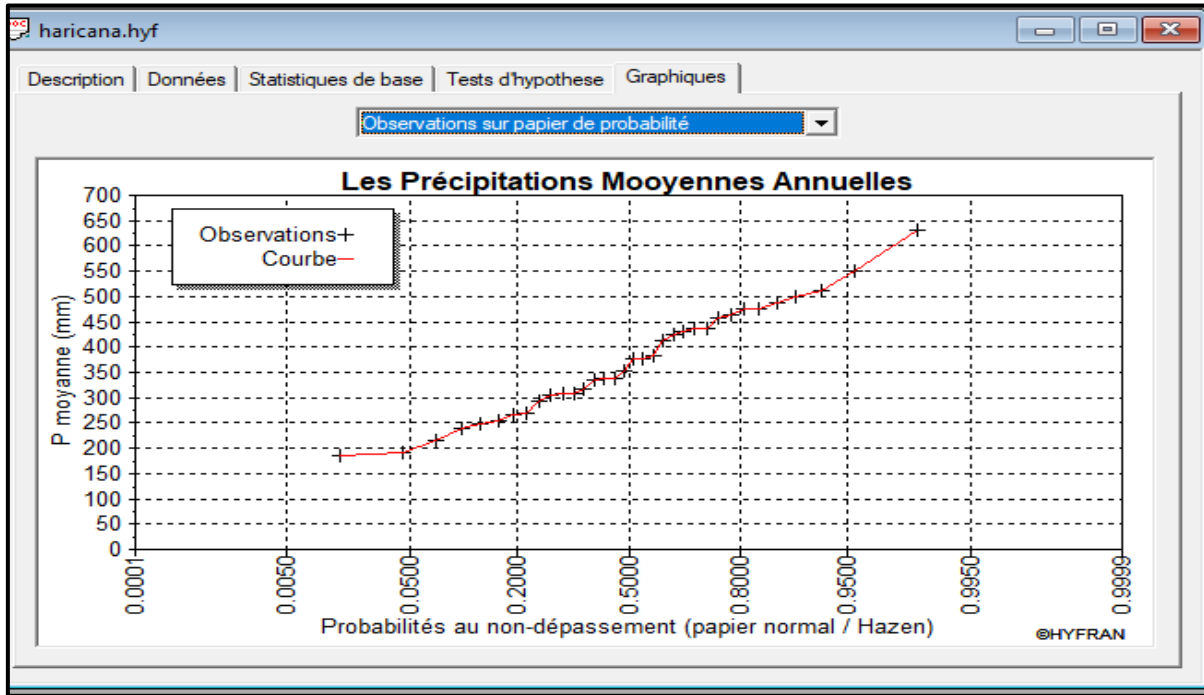 haricana.hyf
Description Données Statistiques de base Tests d'hypothese Graphiques
Observations sur papier de probabilité
Les Précipitations Mooyennes Annuelles
Observations
Courbe
P moyanne (mm)
700
650
600
550
500
450
400
350
300
250
200
150
100
50
0
0.0001 0.0050 0.0500 0.2000 0.5000 0.8000 0.9500 0.9950 0.9999
Probabilités au non-dépassement (papier normal / Hazen)
©HYFRAN